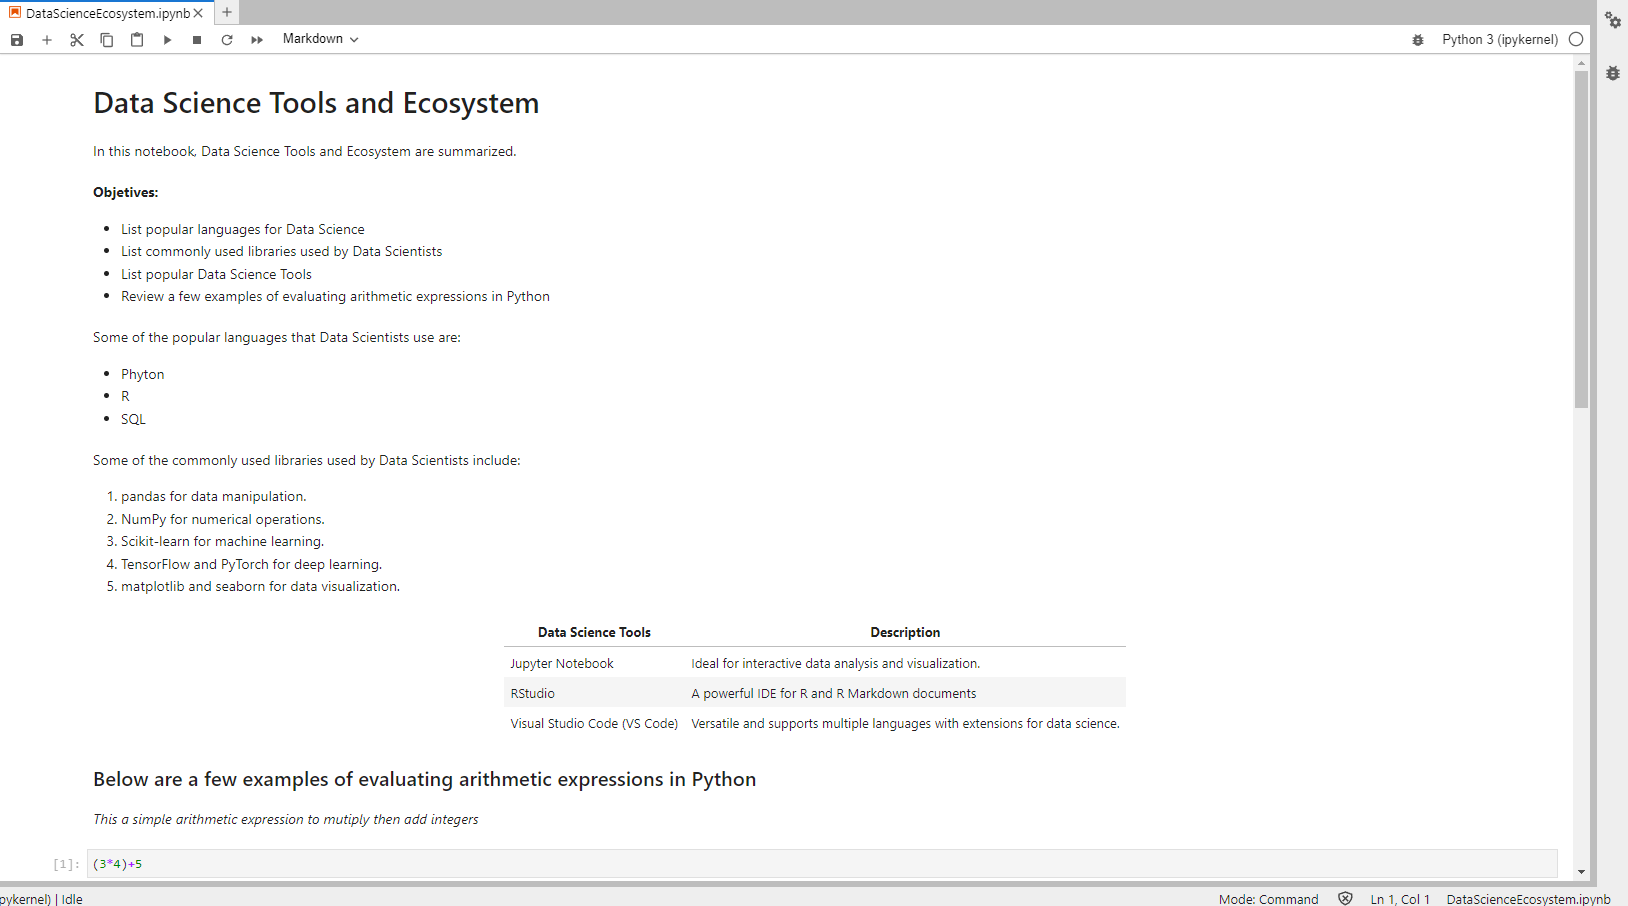 DataScienceEcosystem.ipynb
Markdown
Python 3 (ipykernel)
Data Science Tools and Ecosystem
In this notebook, Data Science Tools and Ecosystem are summarized.
Objetives:
List popular languages for Data Science
List commonly used libraries used by Data Scientists
List popular Data Science Tools
Review a few examples of evaluating arithmetic expressions in Python
Some of the popular languages that Data Scientists use are:
Phyton
R
SQL
Some of the commonly used libraries used by Data Scientists include:
1. pandas for data manipulation.
2. NumPy for numerical operations.
3. Scikit-learn for machine learning.
4. TensorFlow and PyTorch for deep learning.
5. matplotlib and seaborn for data visualization.
Data Science Tools Description
Jupyter Notebook Ideal for interactive data analysis and visualization.
RStudio A powerful IDE for R and R Markdown documents
Visual Studio Code (VS Code) Versatile and supports multiple languages with extensions for data science.
Below are a few examples of evaluating arithmetic expressions in Python
This a simple arithmetic expression to mutiply then add integers
[1]: (3*4)+5
pykernel) | Idle Mode: Command Ln 1, Col 1 DataScienceEcosystem.ipynb